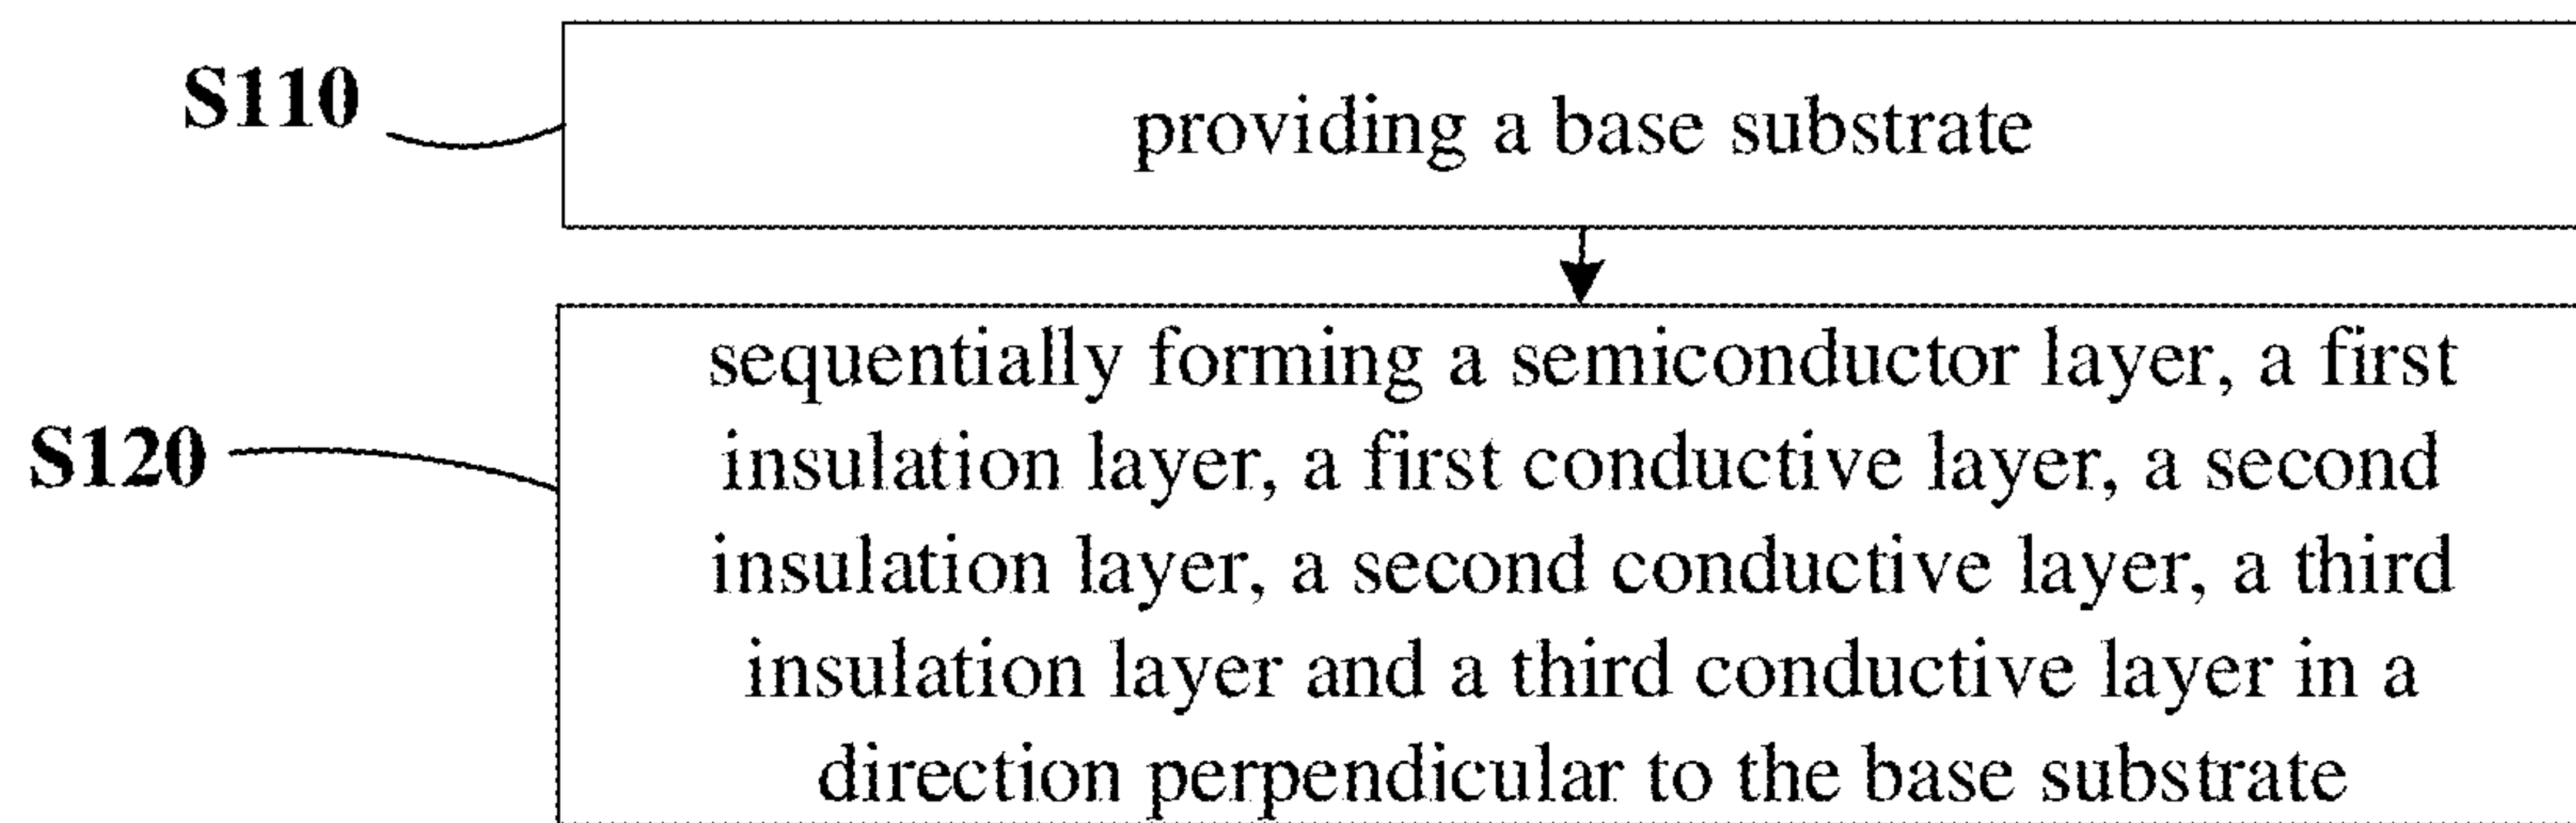 S110
providing a base substrate
S120
sequentially forming a semiconductor layer, a first
insulation layer, a first conductive layer, a second
insulation layer, a second conductive layer, a third
insulation layer and a third conductive layer in a
direction perpendicular to the base substrate